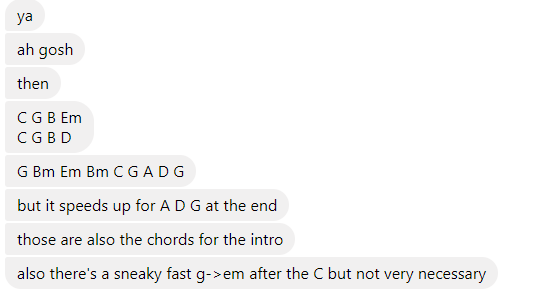 ya
ah gosh
then
C G B Em
C G B D
G Bm Em Bm C G A D G
but it speeds up for A D G at the end
those are also the chords for the intro
also there's a sneaky fast g->em after the C but not very necessary